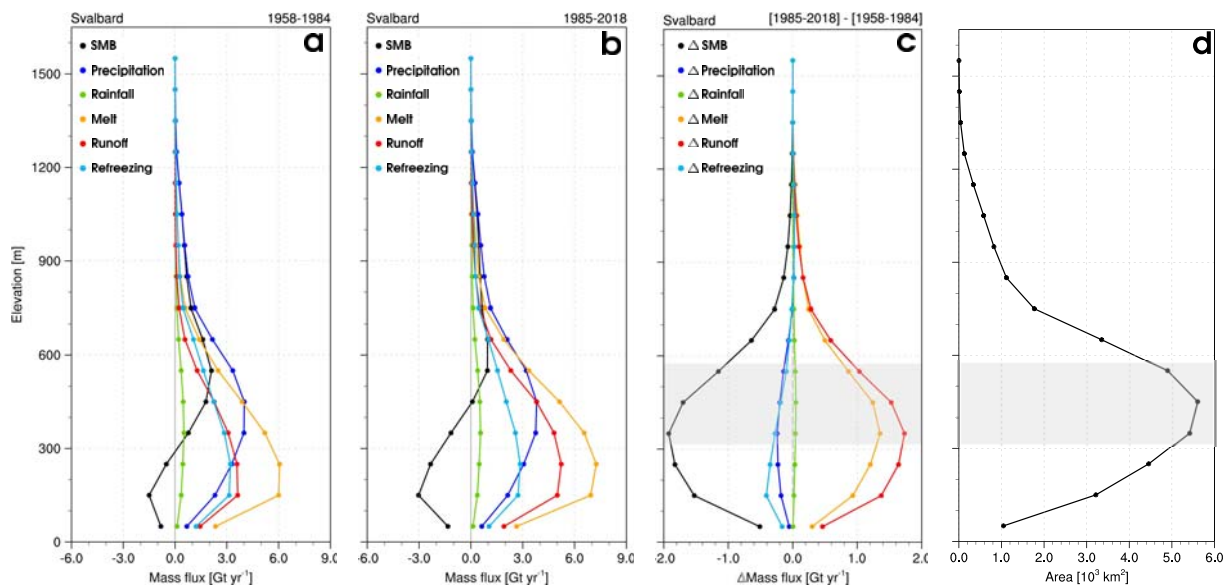 Svalbard 1958-1984
a
SMB
Precipitation
Rainfall
Melt
Runoff
Refreezing
Elevation [m]
1500
1200
900
600
300
0
-6.0 -3.0 0.0 3.0 6.0 9.0
Mass flux [Gt yr⁻¹]
Svalbard 1985-2018
b
SMB
Precipitation
Rainfall
Melt
Runoff
Refreezing
-6.0 -3.0 0.0 3.0 6.0 9.0
Mass flux [Gt yr⁻¹]
Svalbard [1985-2018] - [1958-1984]
c
△ SMB
△ Precipitation
△ Rainfall
△ Melt
△ Runoff
△ Refreezing
-2.0 -1.0 0.0 1.0 2.0
ΔMass flux [Gt yr⁻¹]
d
0.0 1.0 2.0 3.0 4.0 5.0 6.0
Area [10³ km²]